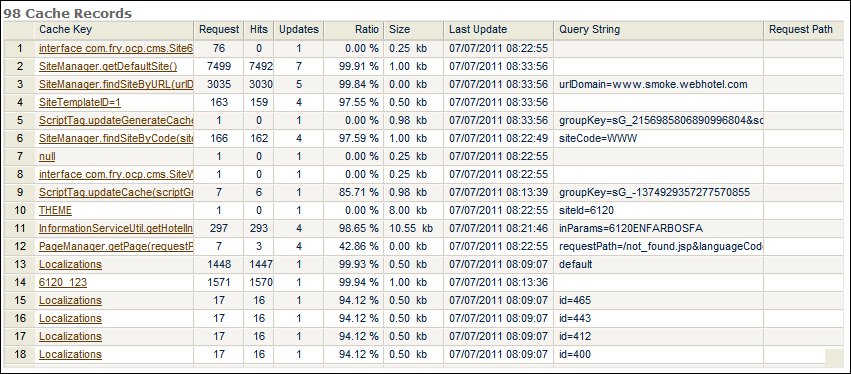 98 Cache Records
Cache Key Request Hits Updates Ratio Size Last Update Query String Request Path
1 interface com.fry.ocp.cms.Site6 76 0 1 0.00 % 0.25 kb 07/07/2011 08:22:55
2 SiteManager.getDefaultSite() 7499 7492 7 99.91 % 1.00 kb 07/07/2011 08:33:56
3 SiteManager.findSiteByURL(urlD 3035 3030 5 99.84 % 0.00 kb 07/07/2011 08:33:56 urlDomain=www.smoke.webhotel.com
4 SiteTemplateID=1 163 159 4 97.55 % 0.50 kb 07/07/2011 08:33:56
5 ScriptTag.updateGenerateCache 1 0 1 0.00 % 0.98 kb 07/07/2011 08:33:56 groupKey=sG_2156985806890996804&sc
6 SiteManager.findSiteByCode(sit 166 162 4 97.59 % 1.00 kb 07/07/2011 08:22:49 siteCode=WWW
7 null 1 0 1 0.00 % 0.25 kb 07/07/2011 08:22:55
8 interface com.fry.ocp.cms.SiteW 1 0 1 0.00 % 0.25 kb 07/07/2011 08:22:55
9 ScriptTag.updateCache(scriptGr 7 6 1 85.71 % 0.98 kb 07/07/2011 08:13:39 groupKey=sG_-1374929357277570855
10 THEME 1 0 1 0.00 % 8.00 kb 07/07/2011 08:22:55 siteId=6120
11 InformationServiceUtil.getHotelIn 297 293 4 98.65 % 10.55 kb 07/07/2011 08:21:46 inParams=6120ENFARBOSFA
12 PageManager.getPage(requestP 7 3 4 42.86 % 0.00 kb 07/07/2011 08:22:55 requestPath=/not_found.jsp&languageCod
13 Localizations 1448 1447 1 99.93 % 0.50 kb 07/07/2011 08:09:07 default
14 6120_123 1571 1570 1 99.94 % 1.00 kb 07/07/2011 08:13:36
15 Localizations 17 16 1 94.12 % 0.50 kb 07/07/2011 08:09:07 id=465
16 Localizations 17 16 1 94.12 % 0.50 kb 07/07/2011 08:09:07 id=443
17 Localizations 17 16 1 94.12 % 0.50 kb 07/07/2011 08:09:07 id=412
18 Localizations 17 16 1 94.12 % 0.50 kb 07/07/2011 08:09:07 id=400